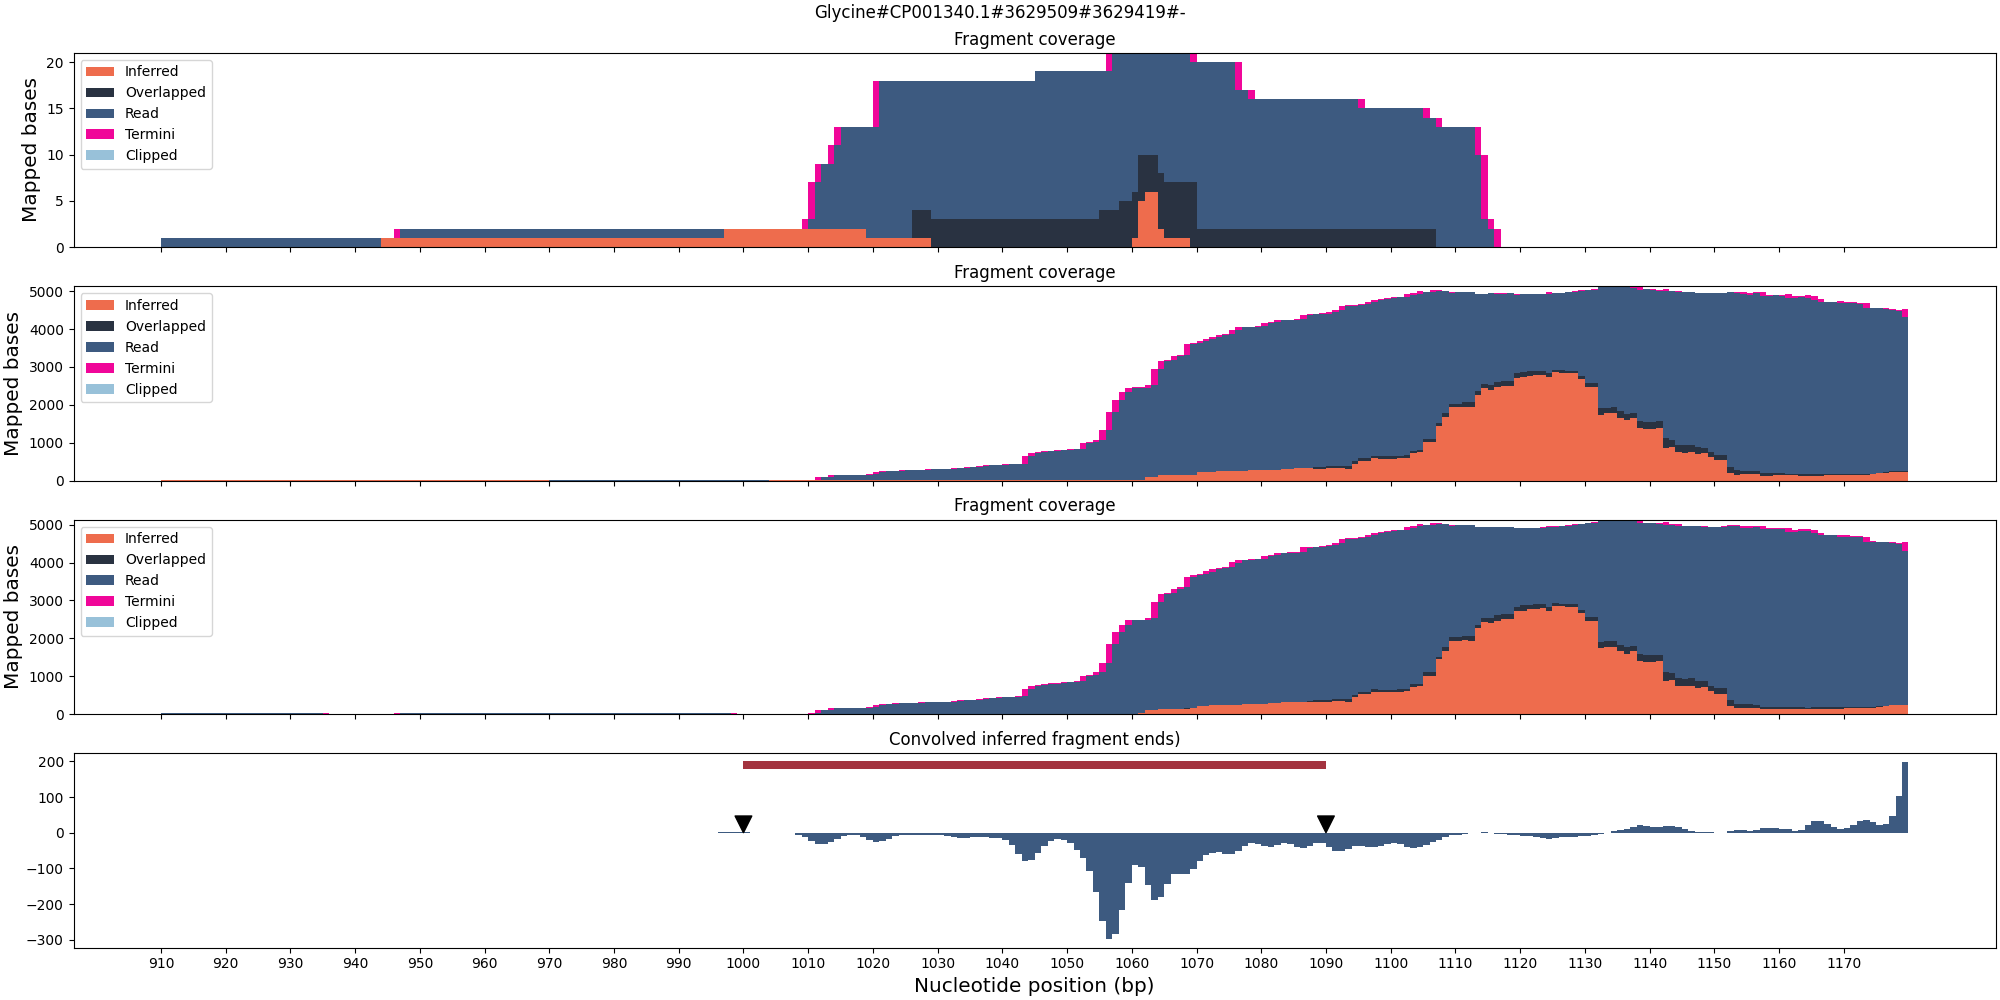 Glycine#CP001340.1#3629509#3629419#-
Fragment coverage
Mapped bases
20
15
10
5
0
Inferred
Overlapped
Read
Termini
Clipped
Fragment coverage
Mapped bases
5000
4000
3000
2000
1000
0
Inferred
Overlapped
Read
Termini
Clipped
Fragment coverage
Mapped bases
5000
4000
3000
2000
1000
0
Inferred
Overlapped
Read
Termini
Clipped
Convolved inferred fragment ends)
200
100
0
−100
−200
−300
910 920 930 940 950 960 970 980 990 1000 1010 1020 1030 1040 1050 1060 1070 1080 1090 1100 1110 1120 1130 1140 1150 1160 1170
Nucleotide position (bp)